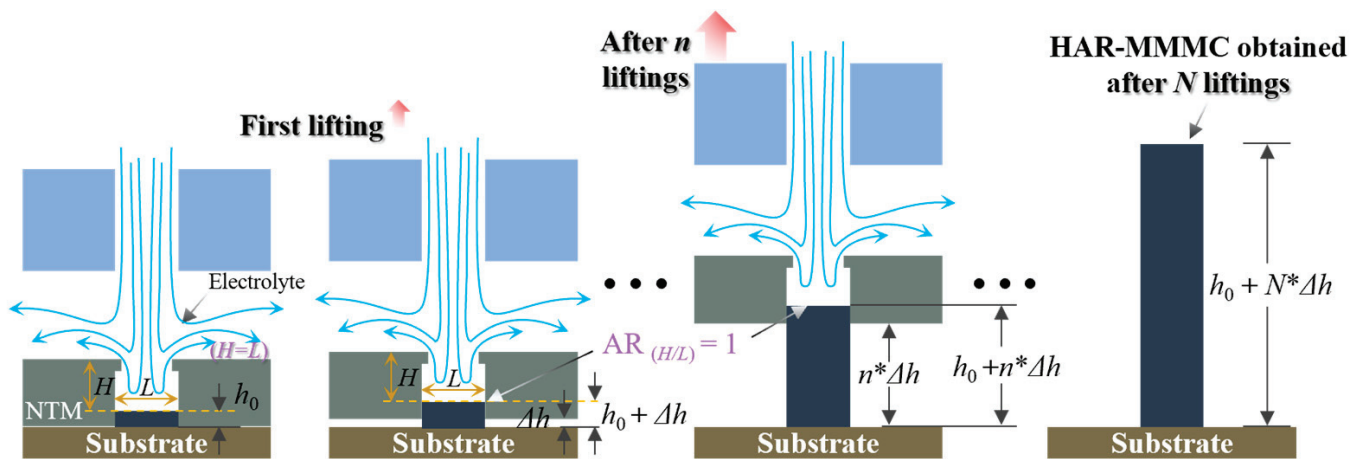 After n
liftings
HAR-MMMC obtained
after N liftings
First lifting
Electrolyte
(H=L)
H
L
h₀
NTM
Substrate
H
L
Δh
h₀ + Δh
Substrate
AR (H/L) = 1
n*Δh
h₀+n*Δh
Substrate
h₀ + N*Δh
Substrate